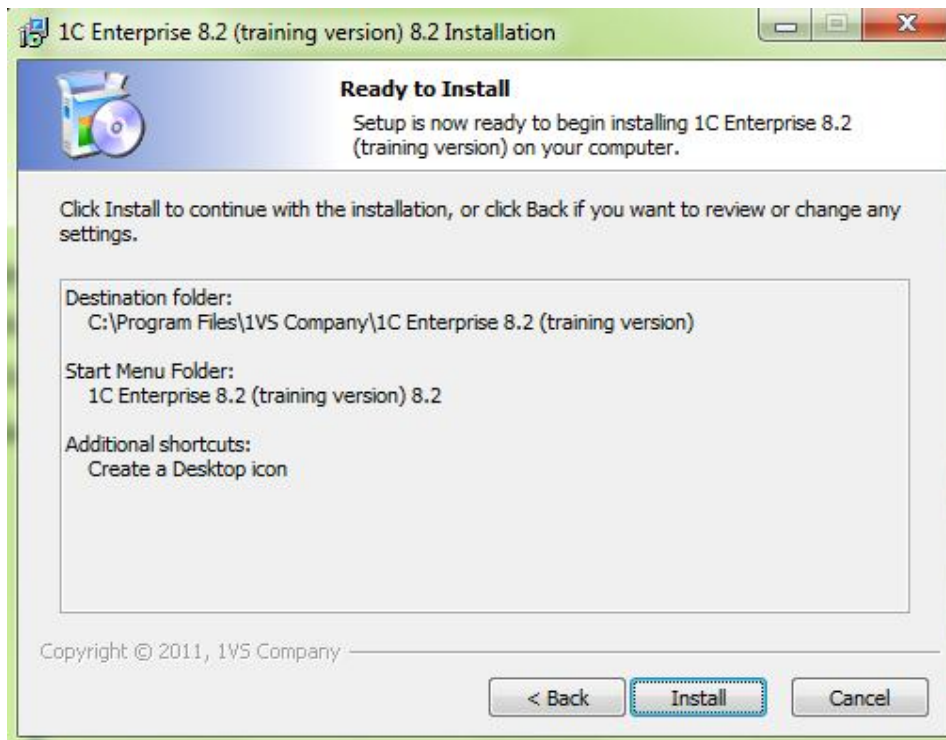 1C Enterprise 8.2 (training version) 8.2 Installation
Ready to Install
Setup is now ready to begin installing 1C Enterprise 8.2
(training version) on your computer.
Click Install to continue with the installation, or click Back if you want to review or change any
settings.
Destination folder:
C:\Program Files\1VS Company\1C Enterprise 8.2 (training version)
Start Menu Folder:
1C Enterprise 8.2 (training version) 8.2
Additional shortcuts:
Create a Desktop icon
Copyright © 2011, 1VS Company
< Back Install Cancel